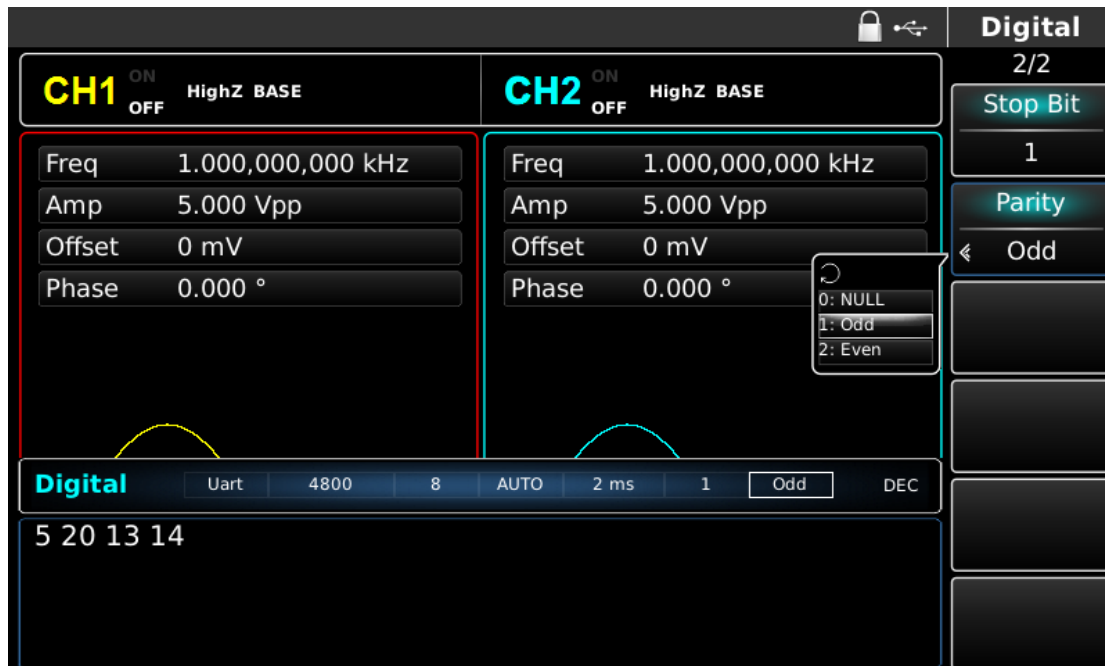 Digital
2/2
CH1 ON OFF HighZ BASE
CH2 ON OFF HighZ BASE
Stop Bit
1
Freq 1.000,000,000 kHz
Amp 5.000 Vpp
Offset 0 mV
Phase 0.000 °
Freq 1.000,000,000 kHz
Amp 5.000 Vpp
Offset 0 mV
Phase 0.000 °
Parity
Odd
0: NULL
1: Odd
2: Even
Digital Uart 4800 8 AUTO 2 ms 1 Odd DEC
5 20 13 14